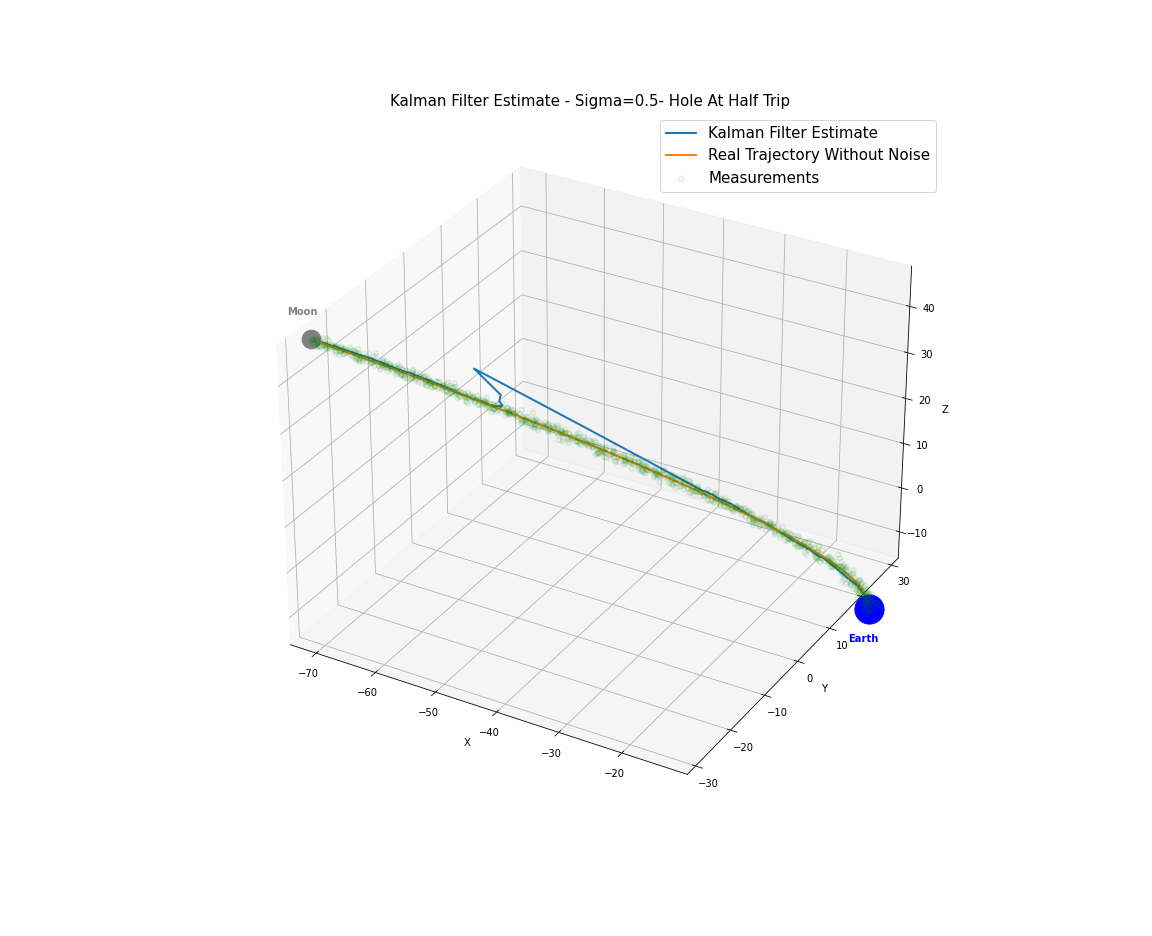 Kalman Filter Estimate - Sigma=0.5- Hole At Half Trip
Kalman Filter Estimate
Real Trajectory Without Noise
Measurements
Moon
Earth
40
30
20
10
0
−10
Z
30
10
0
−10
−20
−30
Y
−70
−60
−50
−40
−30
−20
X